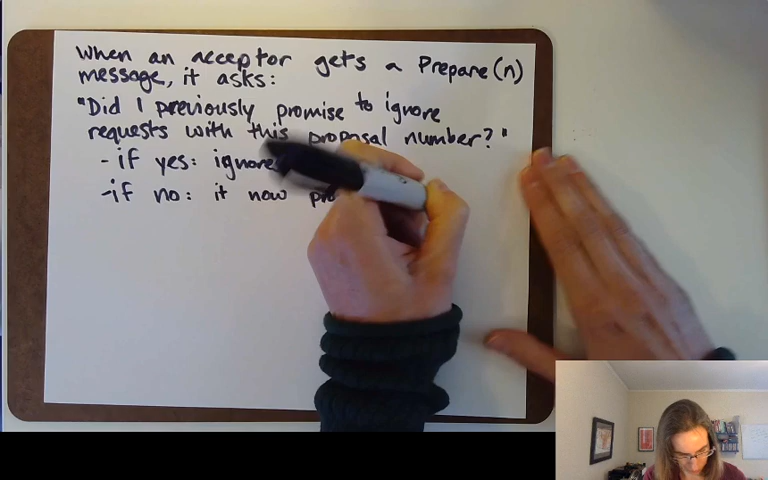 When an acceptor gets a Prepare(n)
message, it asks:
"Did I previously promise to ignore
requests with this proposal number?"
- if yes: ignore
- if no: it now